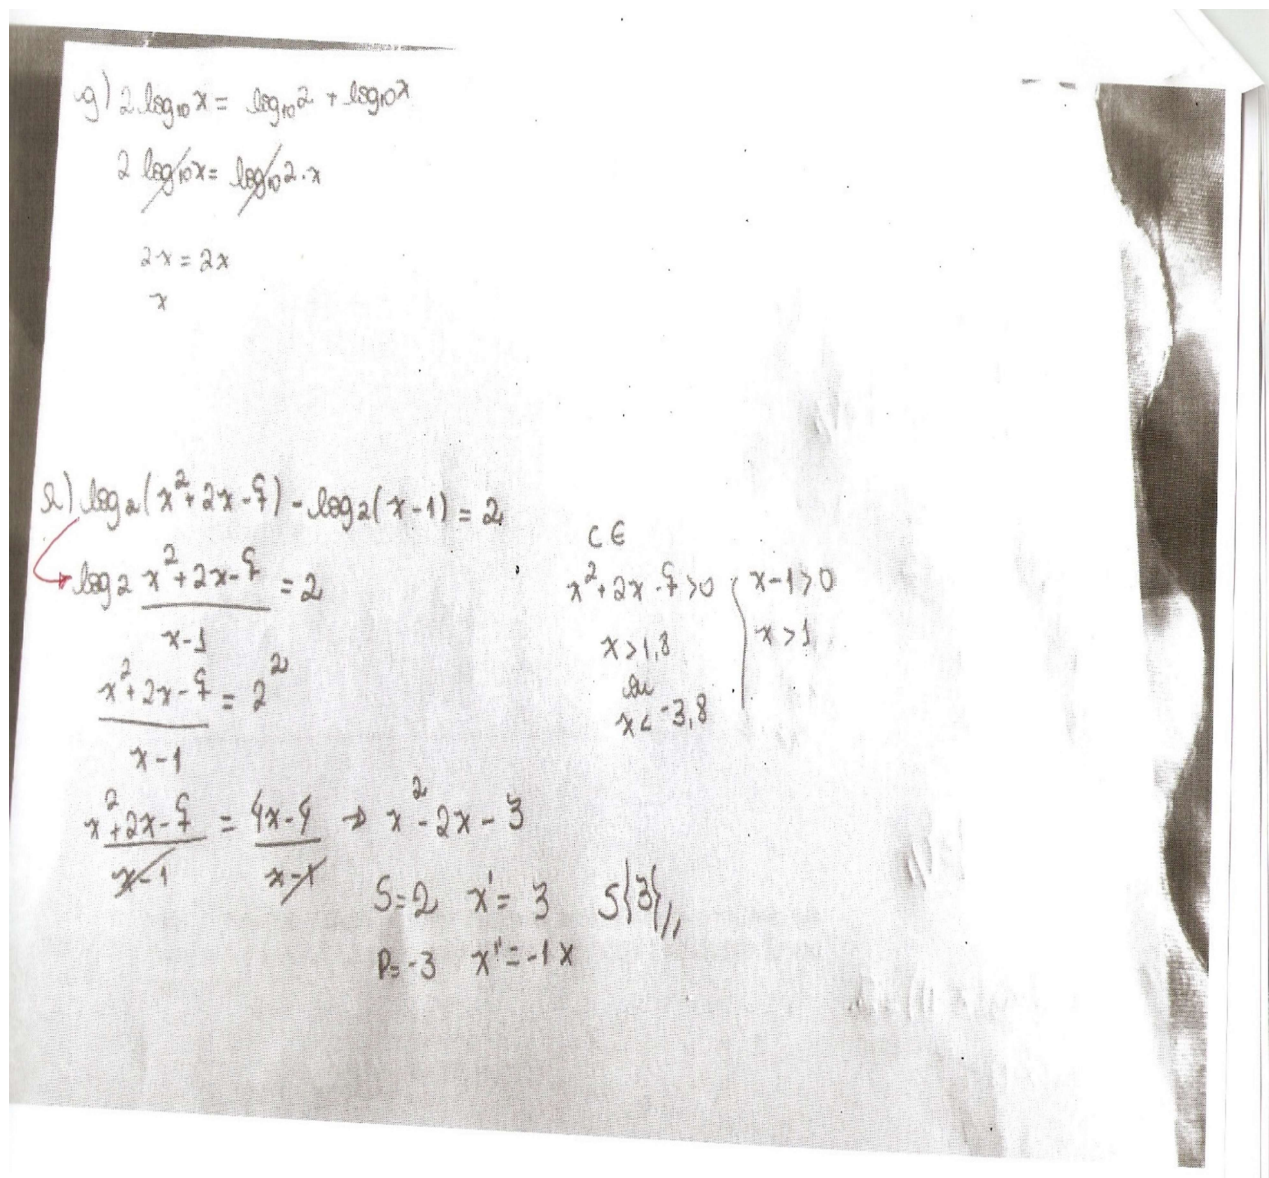 g) 2 log₁₀ x = log₁₀ 2 + log₁₀ x
2 log₁₀ x = log₁₀ 2 · x
2·x = 2x
x
h) log₂(x² + 2x - 7) - log₂(x - 1) = 2
log₂ x² + 2x - 7 = 2
x - 1
x² + 2x - 7 = 2²
x - 1
x² + 2x - 7 = 4x - 4 → x² - 2x - 3
x - 1 x - 1
S = 2 x' = 3 S{3},,
P = -3 x'' = -1 x
CE
x² + 2x - 7 > 0 x - 1 > 0
x > 1,8 x > 1
ou
x < -3,8